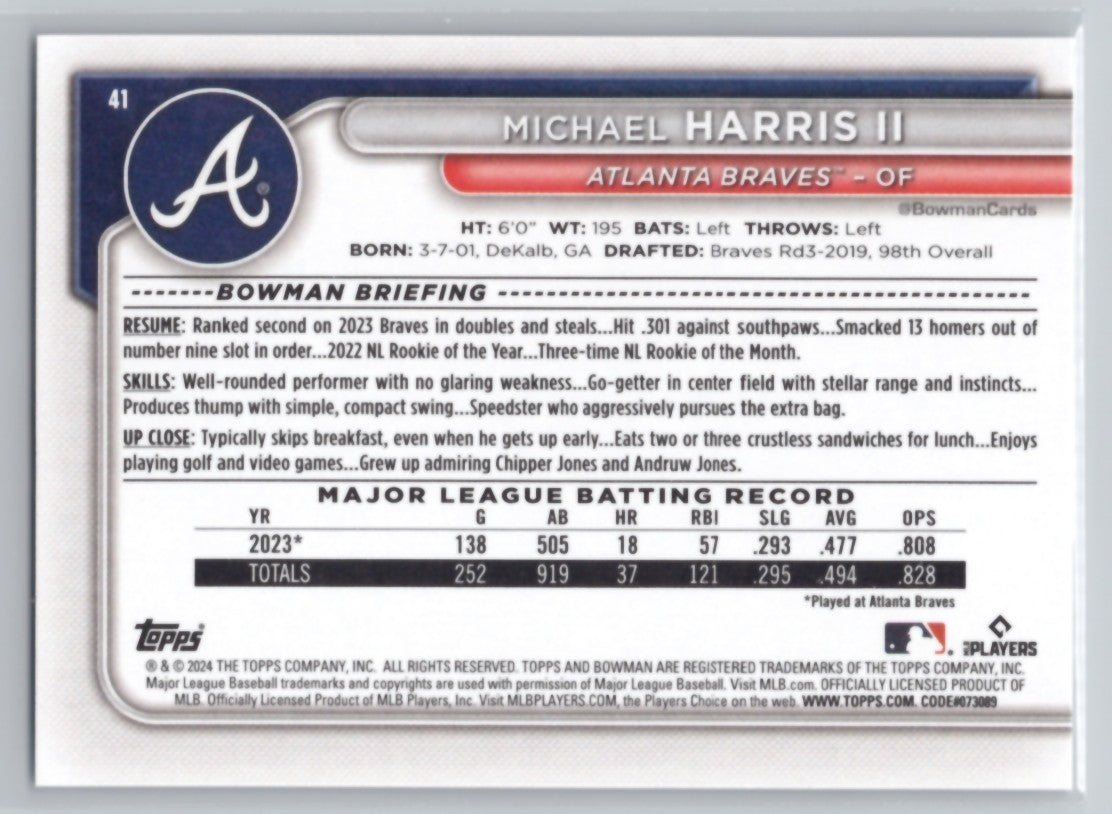 41
A
MICHAEL HARRIS II
ATLANTA BRAVES™ - OF
@BowmanCards
HT: 6'0" WT: 195 BATS: Left THROWS: Left
BORN: 3-7-01, DeKalb, GA DRAFTED: Braves Rd3-2019, 98th Overall
BOWMAN BRIEFING
RESUME: Ranked second on 2023 Braves in doubles and steals...Hit .301 against southpaws...Smacked 13 homers out of
number nine slot in order...2022 NL Rookie of the Year...Three-time NL Rookie of the Month.
SKILLS: Well-rounded performer with no glaring weakness...Go-getter in center field with stellar range and instincts...
Produces thump with simple, compact swing...Speedster who aggressively pursues the extra bag.
UP CLOSE: Typically skips breakfast, even when he gets up early...Eats two or three crustless sandwiches for lunch...Enjoys
playing golf and video games...Grew up admiring Chipper Jones and Andruw Jones.
MAJOR LEAGUE BATTING RECORD
YR G AB HR RBI SLG AVG OPS
2023* 138 505 18 57 .293 .477 .808
TOTALS 252 919 37 121 .295 .494 .828
*Played at Atlanta Braves
Topps
MLB PLAYERS
® & © 2024 THE TOPPS COMPANY, INC. ALL RIGHTS RESERVED. TOPPS AND BOWMAN ARE REGISTERED TRADEMARKS OF THE TOPPS COMPANY, INC.
Major League Baseball trademarks and copyrights are used with permission of Major League Baseball. Visit MLB.com. OFFICIALLY LICENSED PRODUCT OF
MLB. Officially Licensed Product of MLB Players, Inc. Visit MLBPLAYERS.COM, the Players Choice on the web. WWW.TOPPS.COM. CODE#073089